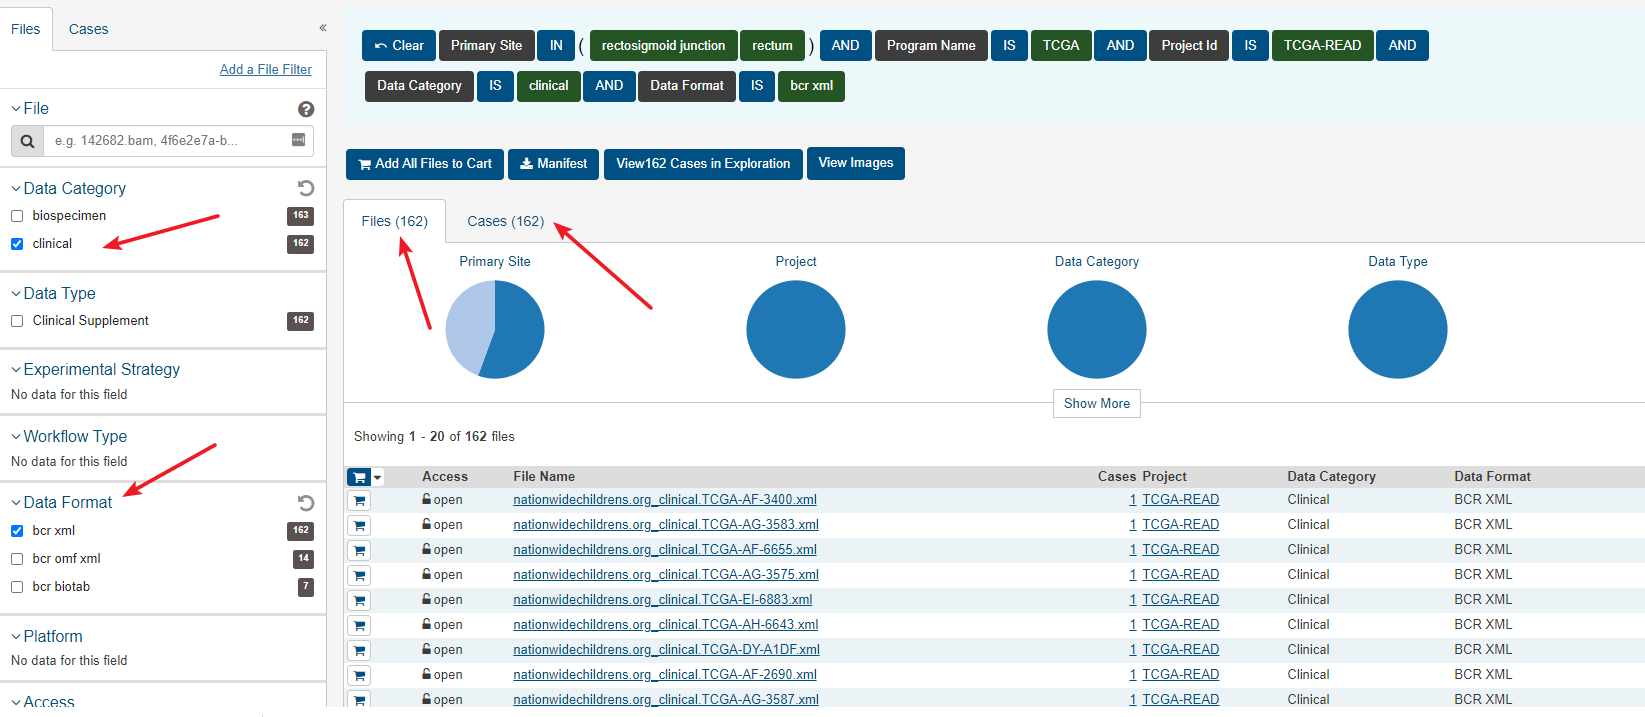 Files Cases «
Add a File Filter
File
e.g. 142682.bam, 4f6e2e7a-b...
Data Category
biospecimen 163
clinical 162
Data Type
Clinical Supplement 162
Experimental Strategy
No data for this field
Workflow Type
No data for this field
Data Format
bcr xml 162
bcr omf xml 14
bcr biotab 7
Platform
No data for this field
Access
Clear Primary Site IN ( rectosigmoid junction rectum ) AND Program Name IS TCGA AND Project Id IS TCGA-READ AND
Data Category IS clinical AND Data Format IS bcr xml
Add All Files to Cart Manifest View162 Cases in Exploration View Images
Files (162) Cases (162)
Primary Site Project Data Category Data Type
Show More
Showing 1 - 20 of 162 files
Access File Name Cases Project Data Category Data Format
open nationwidechildrens.org_clinical.TCGA-AF-3400.xml 1 TCGA-READ Clinical BCR XML
open nationwidechildrens.org_clinical.TCGA-AG-3583.xml 1 TCGA-READ Clinical BCR XML
open nationwidechildrens.org_clinical.TCGA-AF-6655.xml 1 TCGA-READ Clinical BCR XML
open nationwidechildrens.org_clinical.TCGA-AG-3575.xml 1 TCGA-READ Clinical BCR XML
open nationwidechildrens.org_clinical.TCGA-EI-6883.xml 1 TCGA-READ Clinical BCR XML
open nationwidechildrens.org_clinical.TCGA-AH-6643.xml 1 TCGA-READ Clinical BCR XML
open nationwidechildrens.org_clinical.TCGA-DY-A1DF.xml 1 TCGA-READ Clinical BCR XML
open nationwidechildrens.org_clinical.TCGA-AF-2690.xml 1 TCGA-READ Clinical BCR XML
open nationwidechildrens.org_clinical.TCGA-AG-3587.xml 1 TCGA-READ Clinical BCR XML